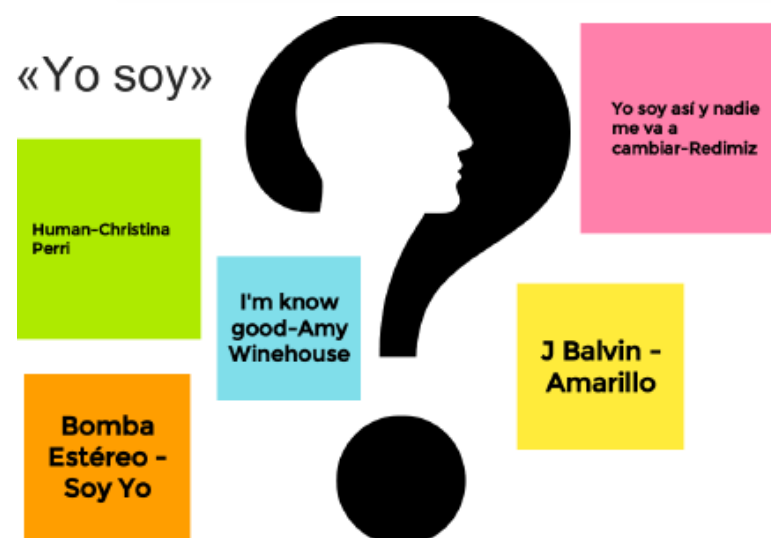 «Yo soy»
Yo soy así y nadie
me va a
cambiar-Redimiz
Human-Christina
Perri
I'm know
good-Amy
Winehouse
J Balvin -
Amarillo
Bomba
Estéreo -
Soy Yo